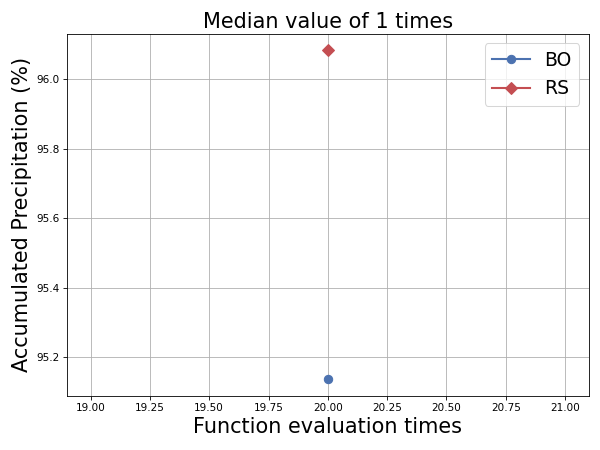 Median value of 1 times
BO
RS
Accumulated Precipitation (%)
96.0
95.8
95.6
95.4
95.2
19.00 19.25 19.50 19.75 20.00 20.25 20.50 20.75 21.00
Function evaluation times